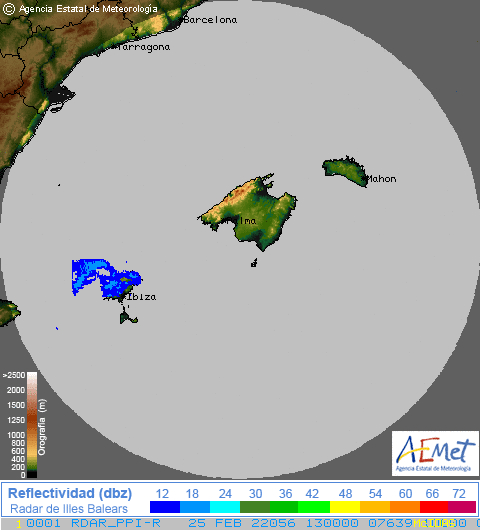 © Agencia Estatal de Meteorología
Barcelona
Tarragona
Mahon
lma
Ibiza
>2500
2000
1500
1000
800
600
400
200
0
Orografía (m)
AEMet
Agencia Estatal de Meteorología
Reflectividad (dbz)
Radar de Illes Balears
12 18 24 30 36 42 48 54 60 66 72
1 0001 RDAR_PPI-R 25 FEB 22056 130000 07639